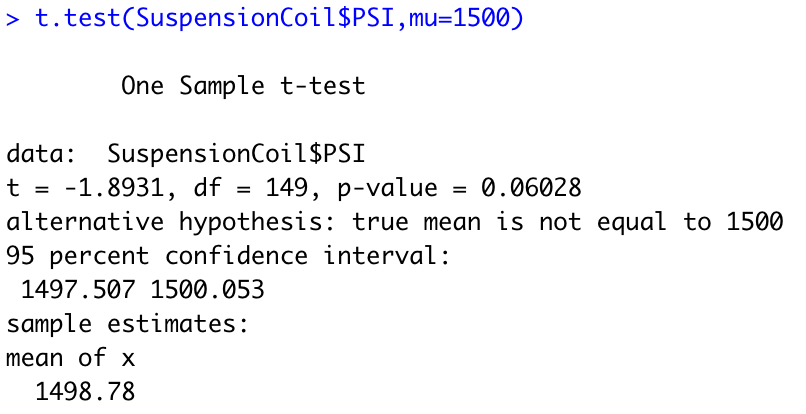 > t.test(SuspensionCoil$PSI,mu=1500)
One Sample t-test
data:  SuspensionCoil$PSI
t = -1.8931, df = 149, p-value = 0.06028
alternative hypothesis: true mean is not equal to 1500
95 percent confidence interval:
1497.507 1500.053
sample estimates:
mean of x
1498.78